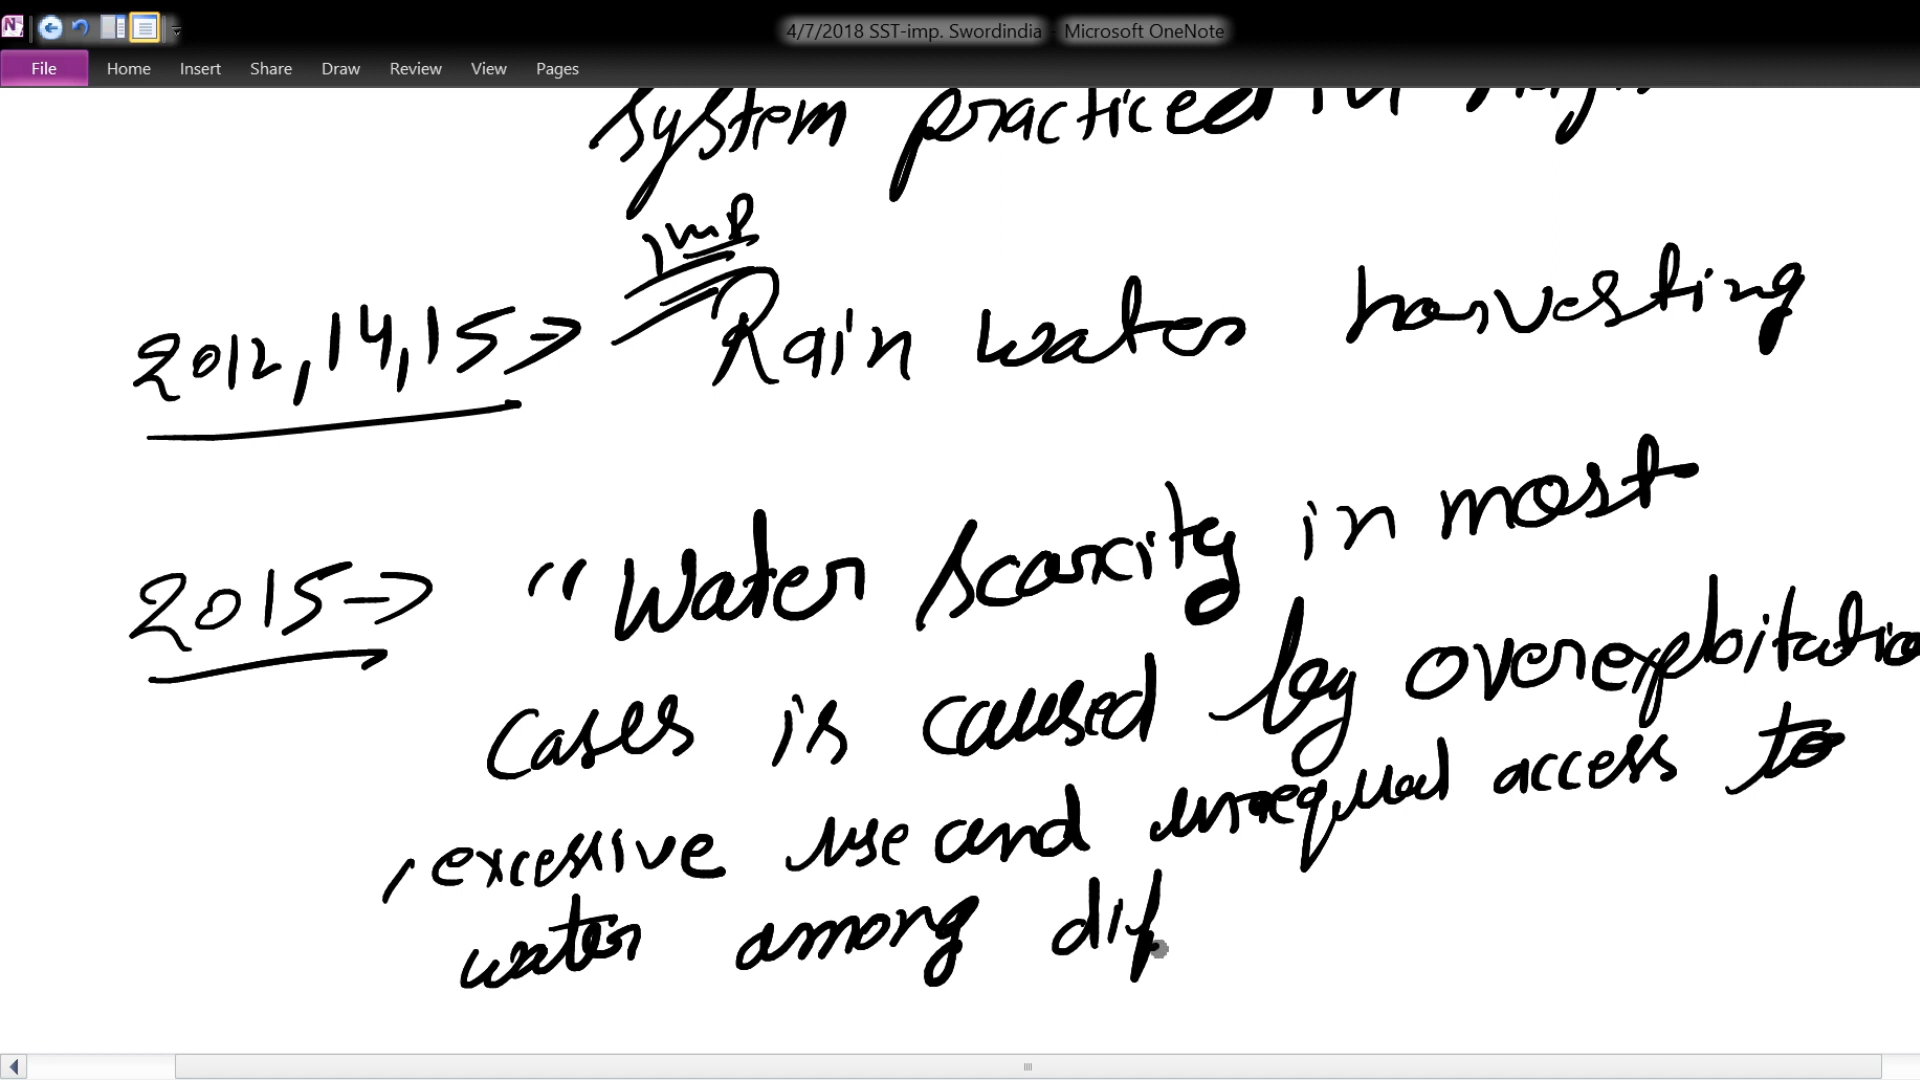 4/7/2018 SST-imp. Swordindia - Microsoft OneNote
File Home Insert Share Draw Review View Pages
system practiced in
imp
2012,14,15 → Rain water harvesting
2015 → "Water scarcity in most
cases is caused by overexploitatio
, excessive use and unequal access to
water among dif